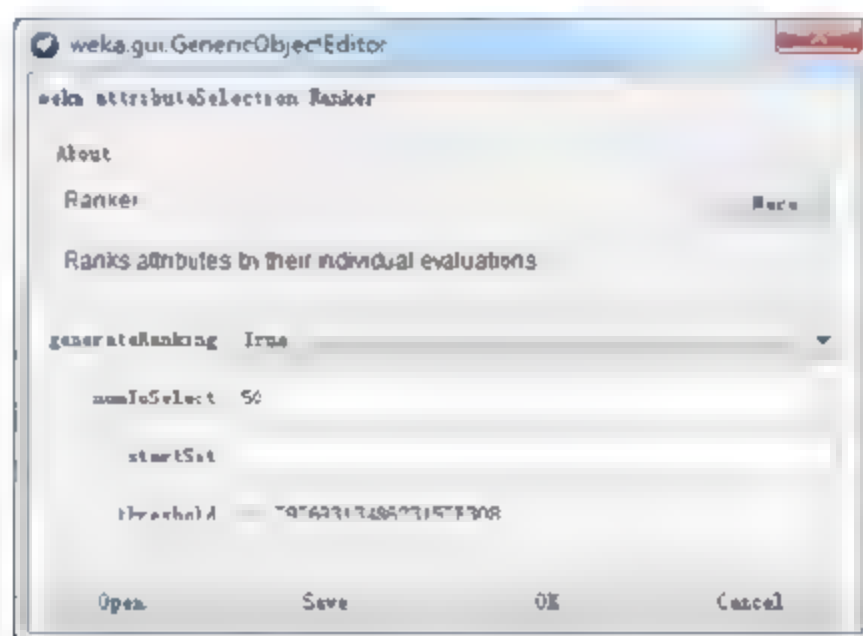 weka.gui.GenericObjectEditor
weka attributeSelection Ranker
About
Ranker
More
Ranks attributes by their individual evaluations
generateRanking True
numToSelect 50
startSet
threshold
Open Save OK Cancel